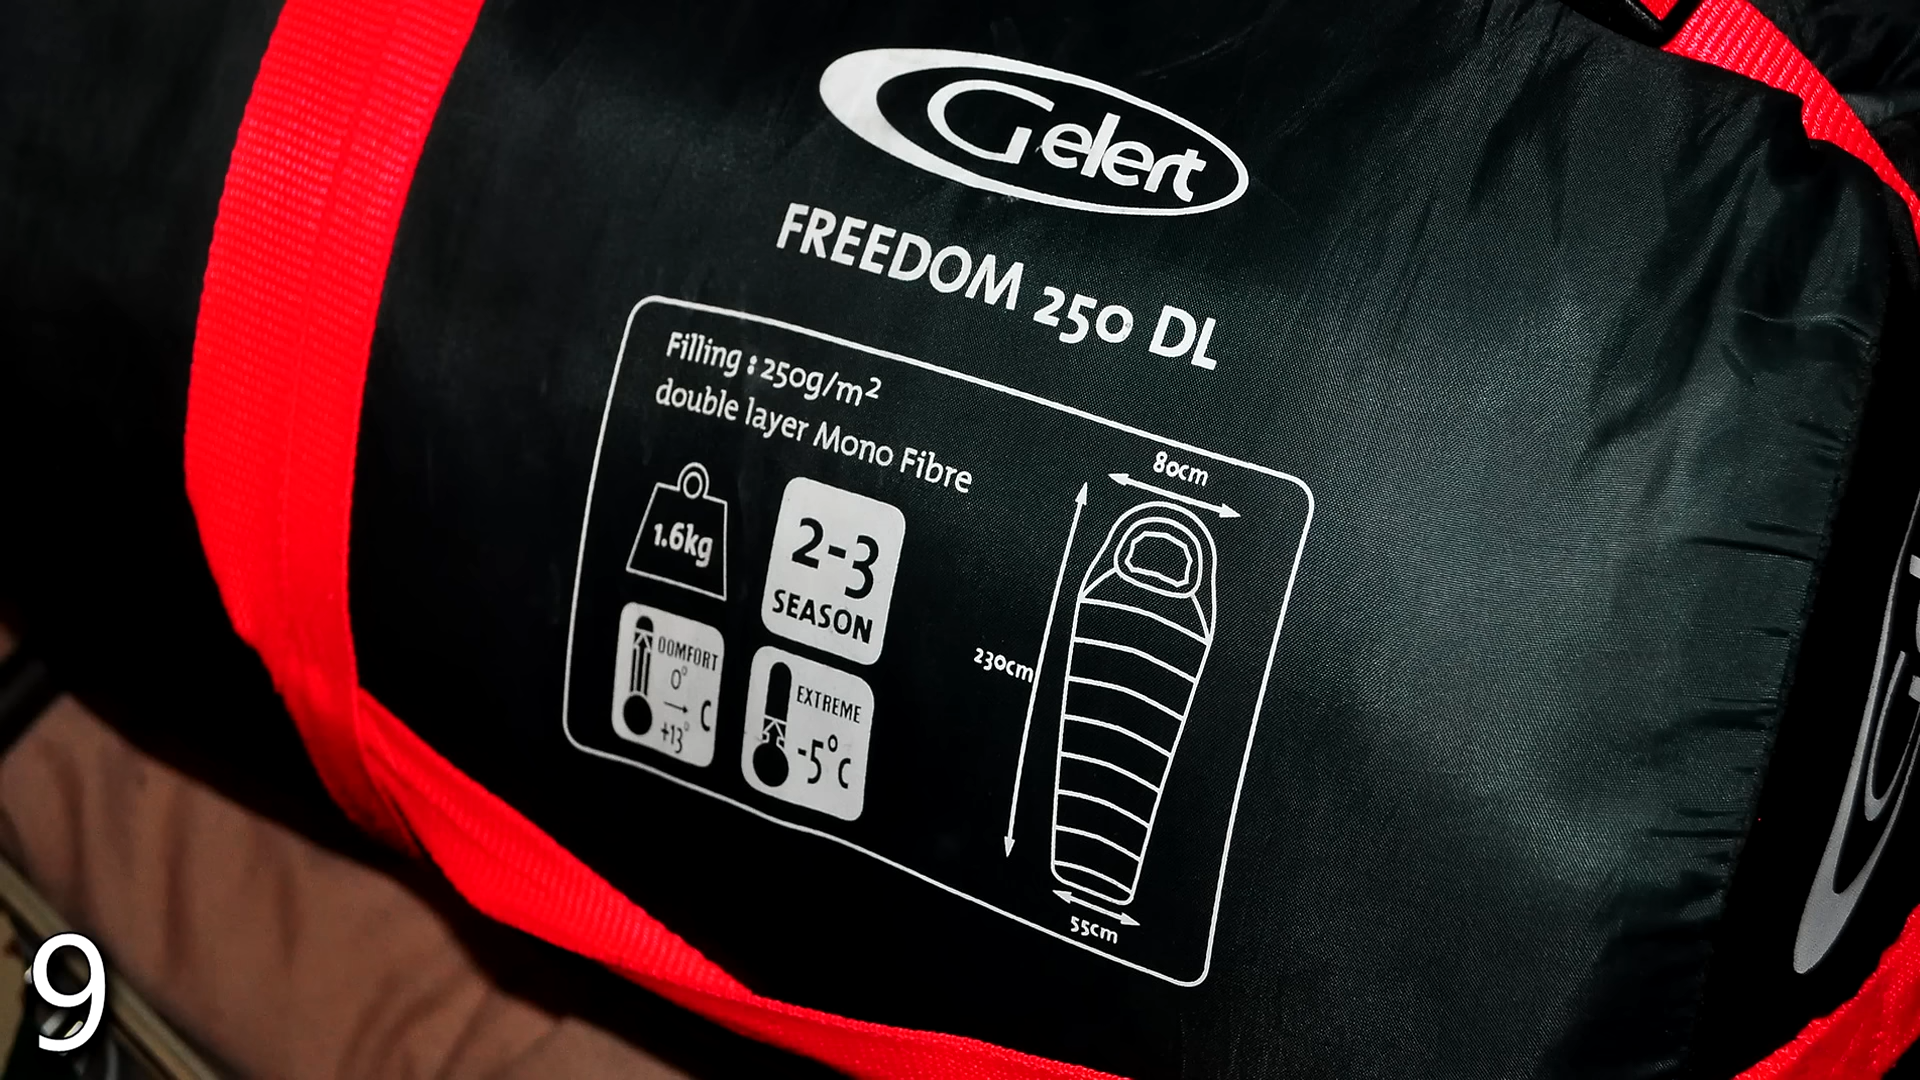 Gelert
FREEDOM 250 DL
Filling : 250g/m²
double layer Mono Fibre
1.6kg
2-3
SEASON
COMFORT
0°
→ C
+13°
EXTREME
-5°C
80cm
230cm
55cm
9